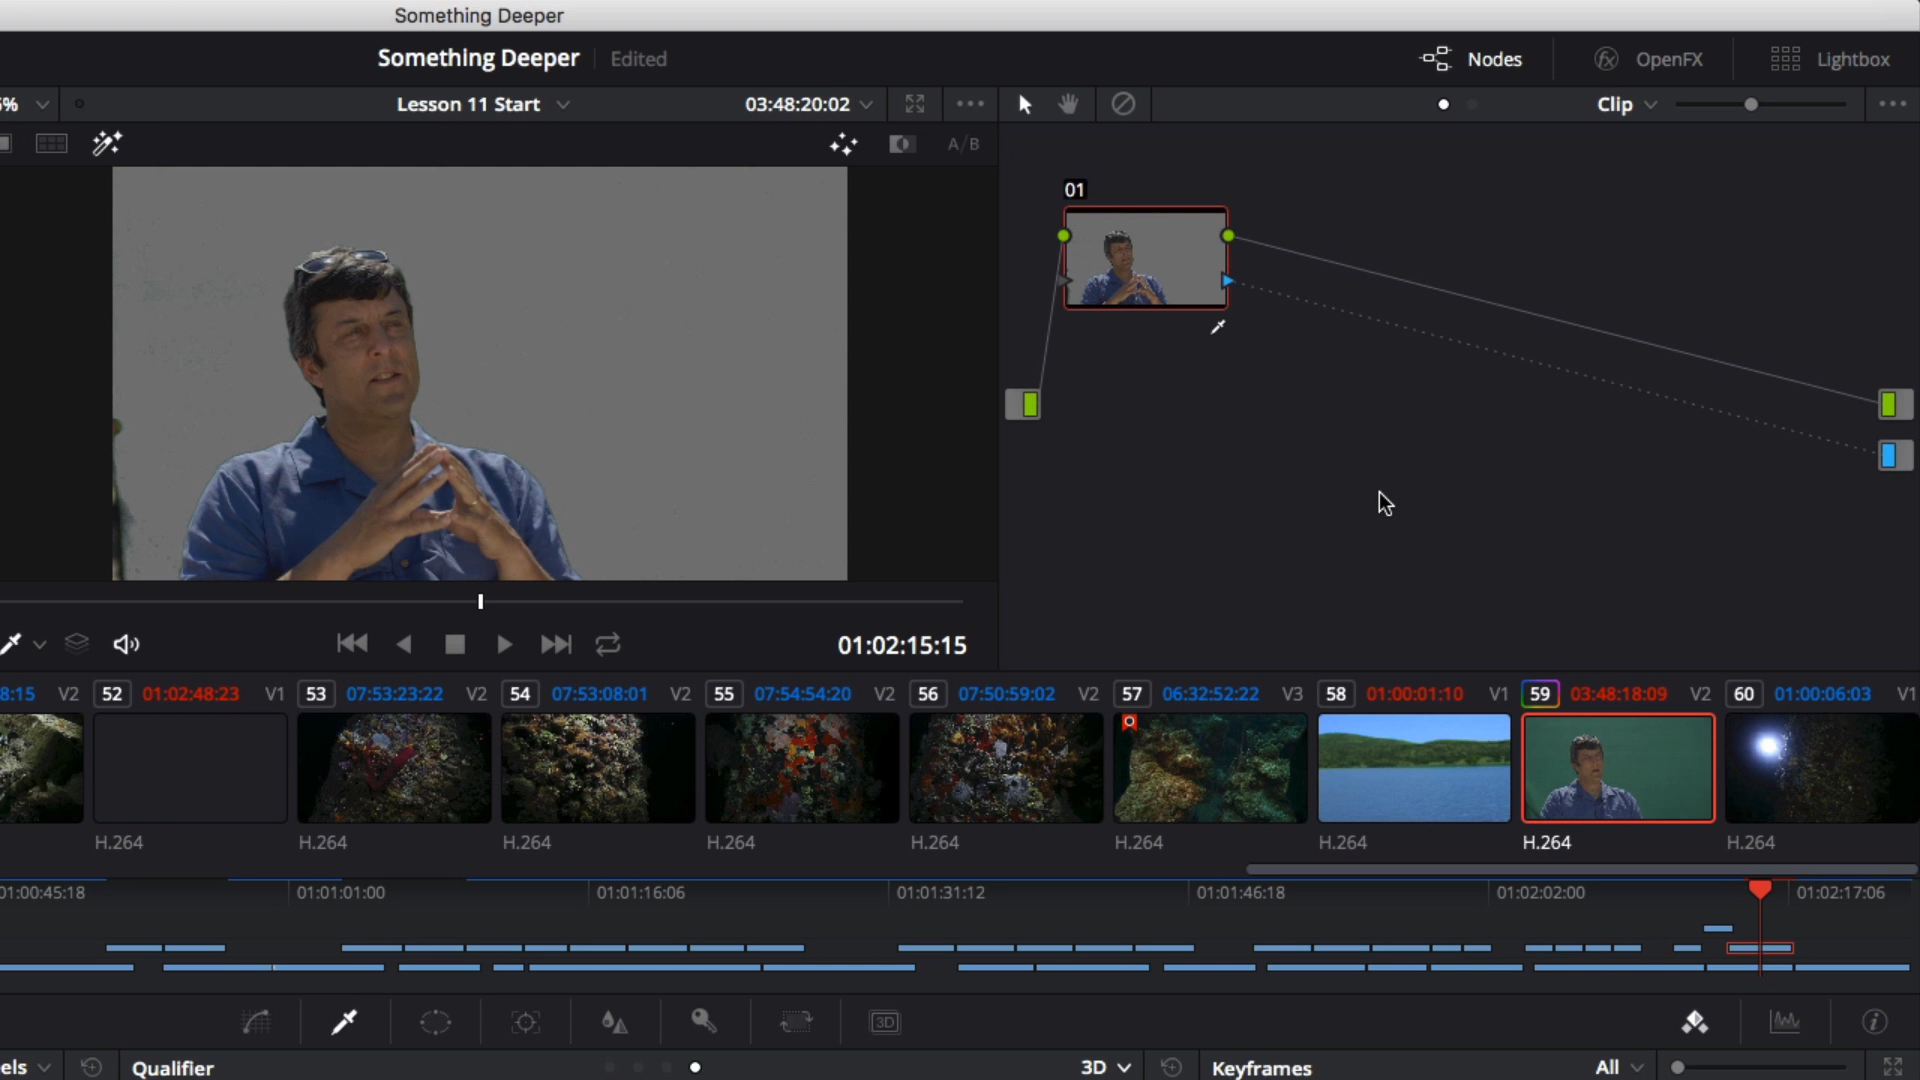 Something Deeper
Something Deeper Edited
Nodes OpenFX Lightbox
% Lesson 11 Start 03:48:20:02 Clip
A/B
01
01:02:15:15
8:15 V2 52 01:02:48:23 V1 53 07:53:23:22 V2 54 07:53:08:01 V2 55 07:54:54:20 V2 56 07:50:59:02 V2 57 06:32:52:22 V3 58 01:00:01:10 V1 59 03:48:18:09 V2 60 01:00:06:03 V1
H.264 H.264 H.264 H.264 H.264 H.264 H.264 H.264 H.264
01:00:45:18 01:01:01:00 01:01:16:06 01:01:31:12 01:01:46:18 01:02:02:00 01:02:17:06
3D
els Qualifier 3D Keyframes All